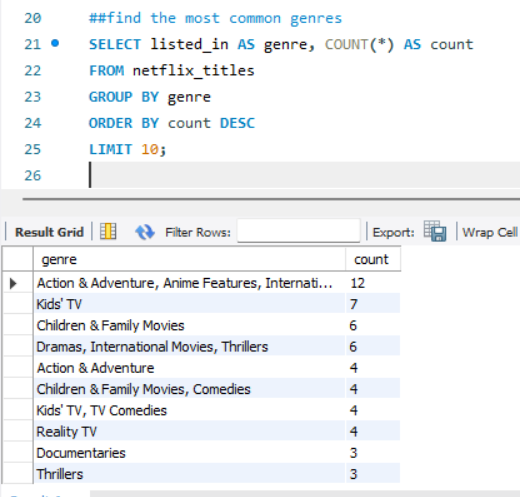 20 ##find the most common genres
21 SELECT listed_in AS genre, COUNT(*) AS count
22 FROM netflix_titles
23 GROUP BY genre
24 ORDER BY count DESC
25 LIMIT 10;
26
Result Grid Filter Rows: Export: Wrap Cell
genre count
Action & Adventure, Anime Features, Internati... 12
Kids' TV 7
Children & Family Movies 6
Dramas, International Movies, Thrillers 6
Action & Adventure 4
Children & Family Movies, Comedies 4
Kids' TV, TV Comedies 4
Reality TV 4
Documentaries 3
Thrillers 3